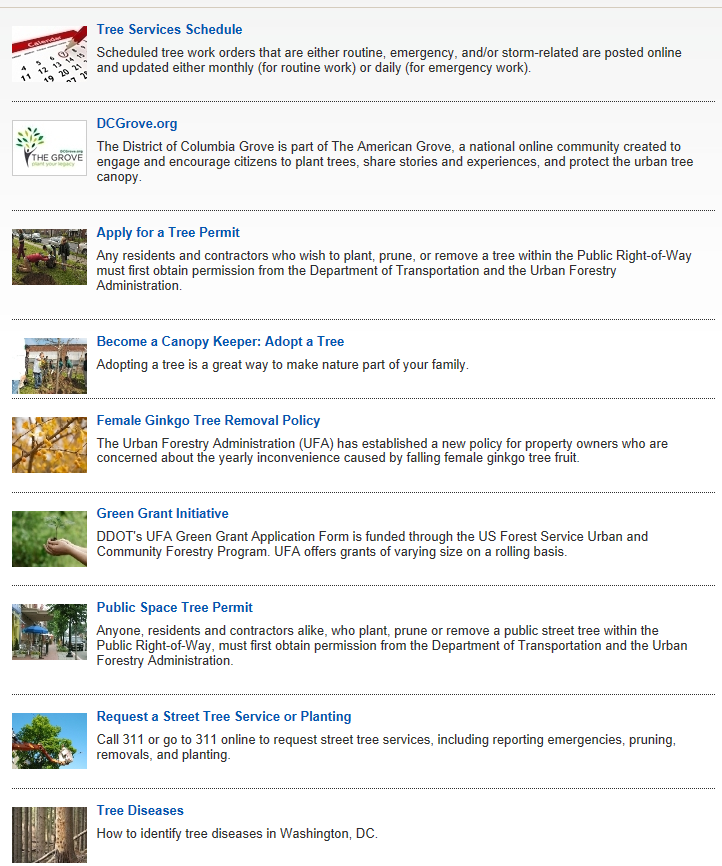 Tree Services Schedule
Scheduled tree work orders that are either routine, emergency, and/or storm-related are posted online
and updated either monthly (for routine work) or daily (for emergency work).
DCGrove.org
The District of Columbia Grove is part of The American Grove, a national online community created to
engage and encourage citizens to plant trees, share stories and experiences, and protect the urban tree
canopy.
DCGrove.org
THE GROVE
plant your legacy
Apply for a Tree Permit
Any residents and contractors who wish to plant, prune, or remove a tree within the Public Right-of-Way
must first obtain permission from the Department of Transportation and the Urban Forestry
Administration.
Become a Canopy Keeper: Adopt a Tree
Adopting a tree is a great way to make nature part of your family.
Female Ginkgo Tree Removal Policy
The Urban Forestry Administration (UFA) has established a new policy for property owners who are
concerned about the yearly inconvenience caused by falling female ginkgo tree fruit.
Green Grant Initiative
DDOT's UFA Green Grant Application Form is funded through the US Forest Service Urban and
Community Forestry Program. UFA offers grants of varying size on a rolling basis.
Public Space Tree Permit
Anyone, residents and contractors alike, who plant, prune or remove a public street tree within the
Public Right-of-Way, must first obtain permission from the Department of Transportation and the Urban
Forestry Administration.
Request a Street Tree Service or Planting
Call 311 or go to 311 online to request street tree services, including reporting emergencies, pruning,
removals, and planting.
Tree Diseases
How to identify tree diseases in Washington, DC.